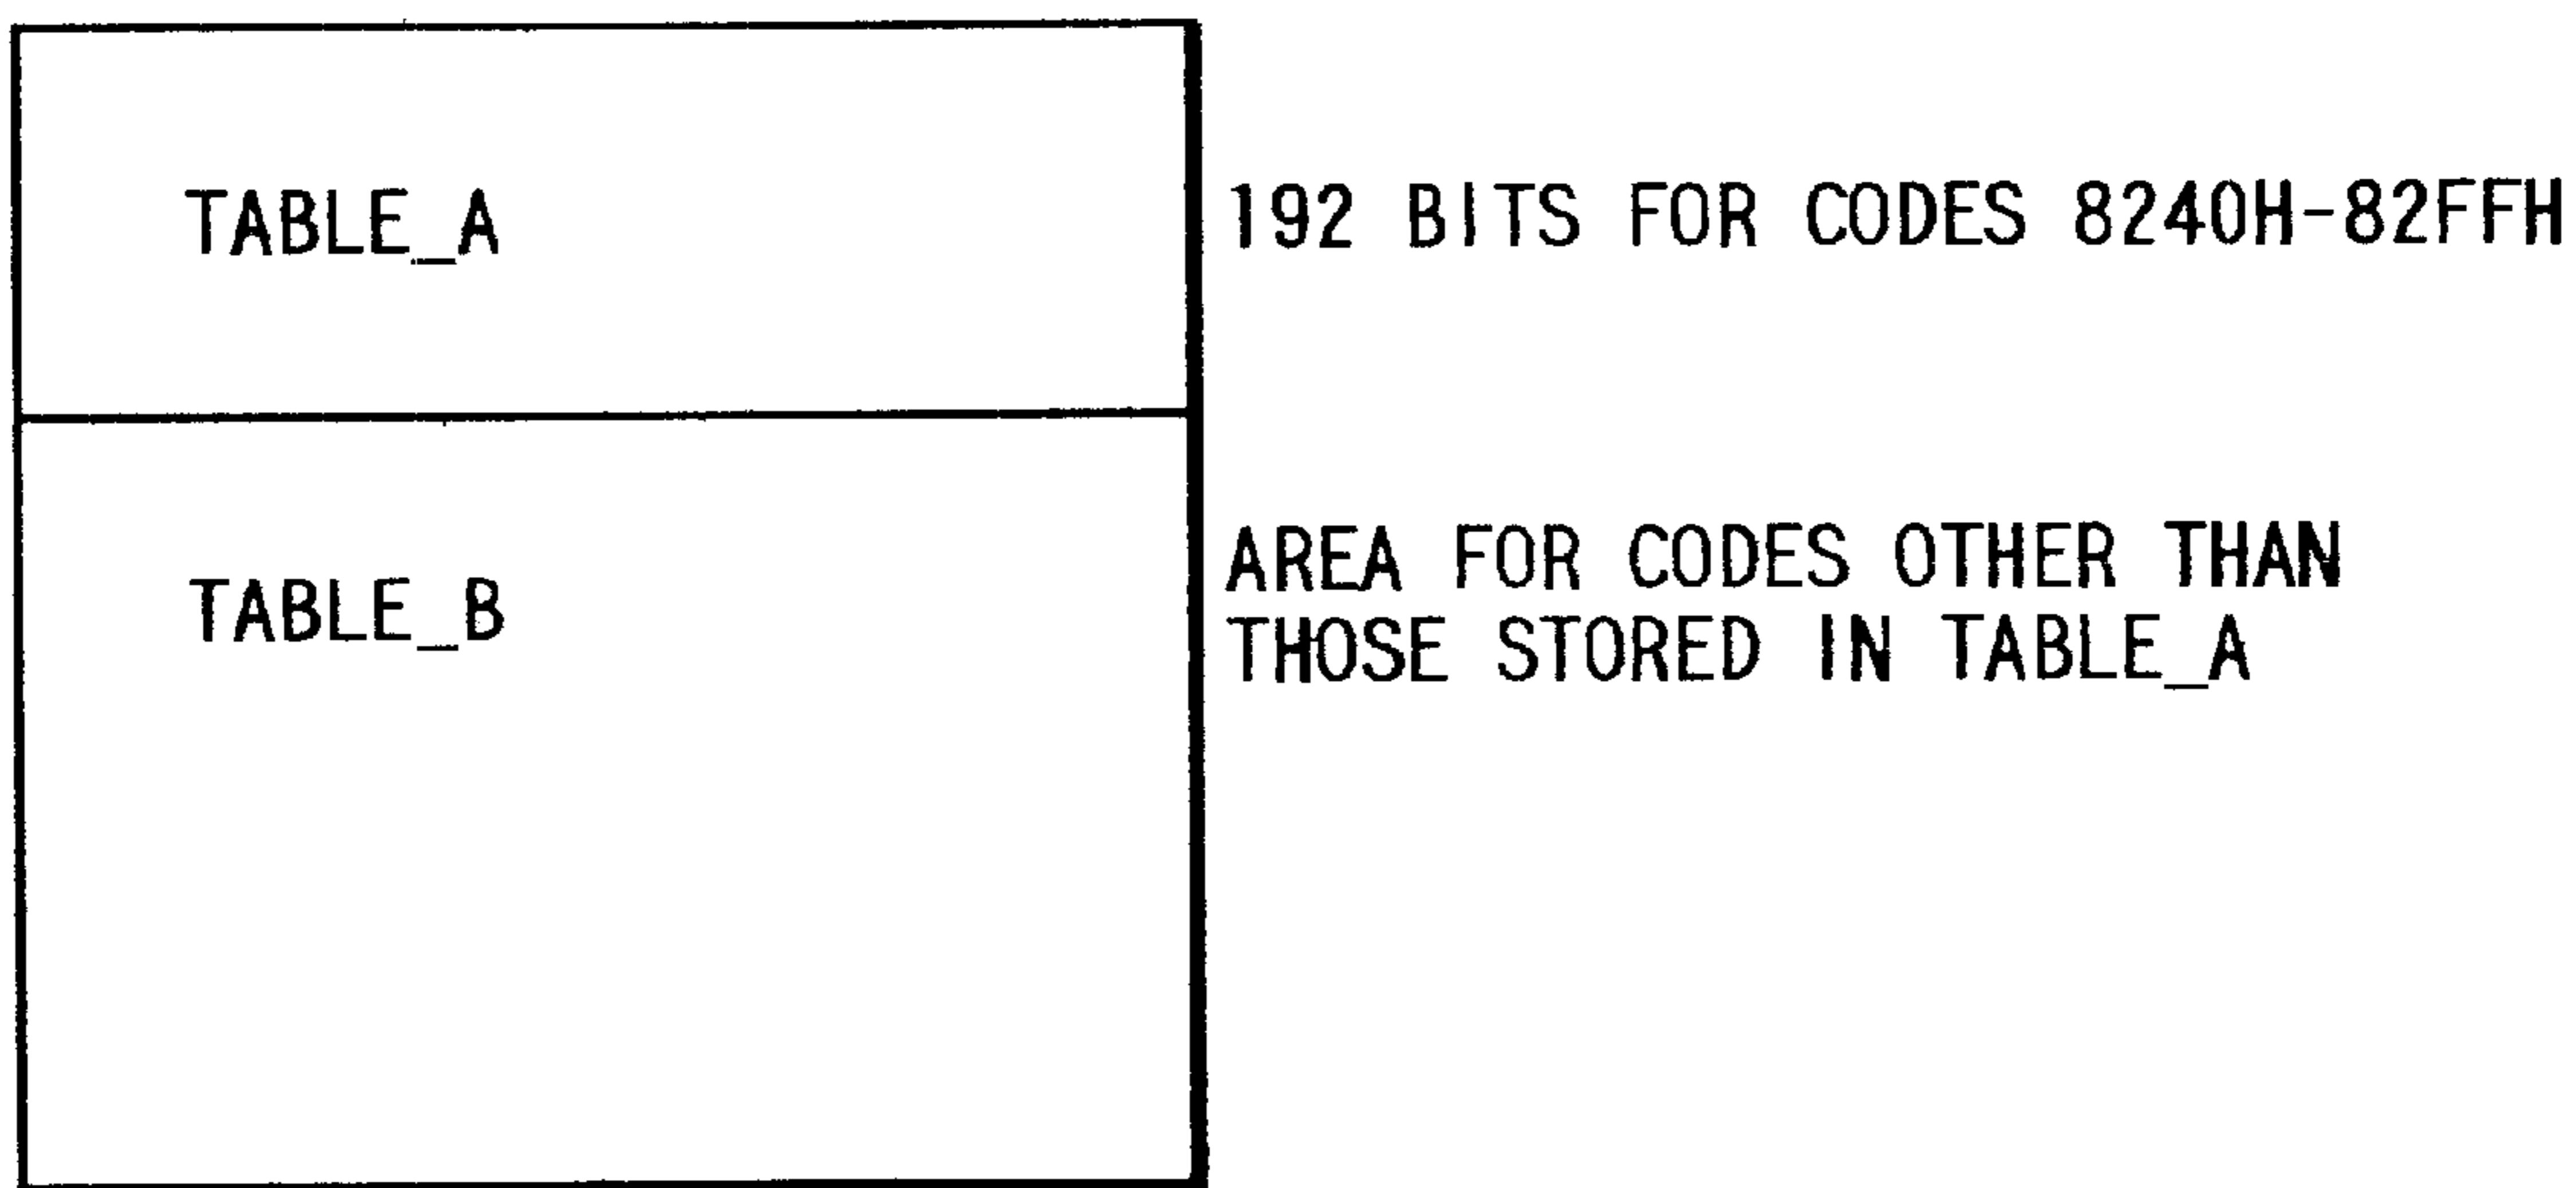 TABLE_A
192 BITS FOR CODES 8240H-82FFH
TABLE_B
AREA FOR CODES OTHER THAN
THOSE STORED IN TABLE_A